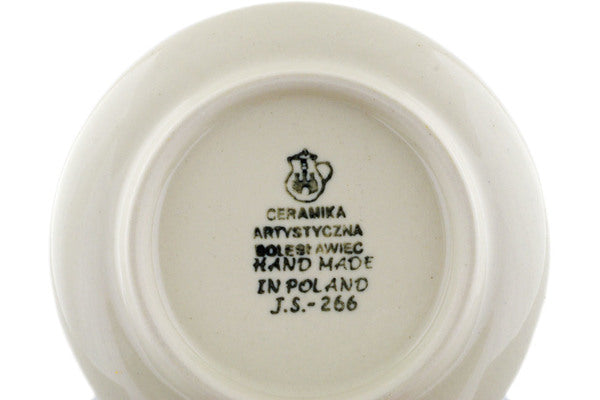 CERAMIKA
ARTYSTYCZNA
BOLESŁAWIEC
HAND MADE
IN POLAND
J.S.-266